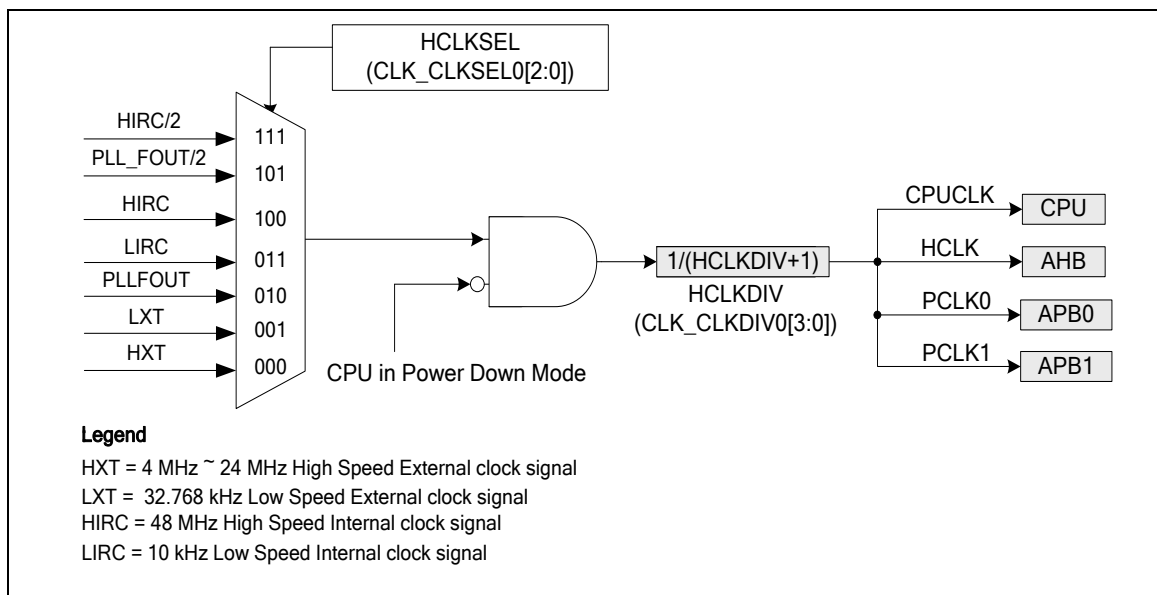 HCLKSEL
(CLK_CLKSEL0[2:0])
HIRC/2
111
PLL_FOUT/2
101
HIRC
100
LIRC
011
PLLFOUT
010
LXT
001
HXT
000
CPU in Power Down Mode
1/(HCLKDIV+1)
HCLKDIV
(CLK_CLKDIV0[3:0])
CPUCLK
CPU
HCLK
AHB
PCLK0
APB0
PCLK1
APB1
Legend
HXT = 4 MHz ~ 24 MHz High Speed External clock signal
LXT = 32.768 kHz Low Speed External clock signal
HIRC = 48 MHz High Speed Internal clock signal
LIRC = 10 kHz Low Speed Internal clock signal